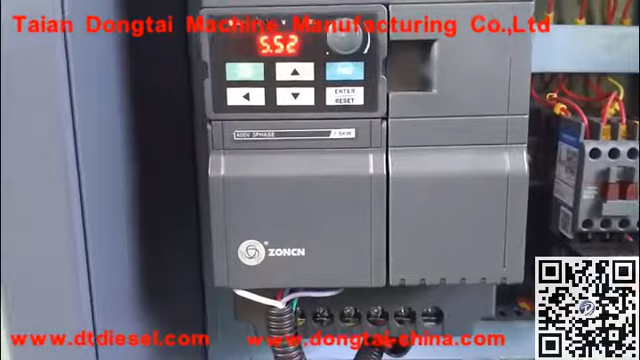 Taian Dongtai Machine Manufacturing Co.,Ltd
5.52
ENTER
RESET
400V 3PHASE 7.5KW
ZONCN
www.dtdiesel.com www.dongtai-china.com